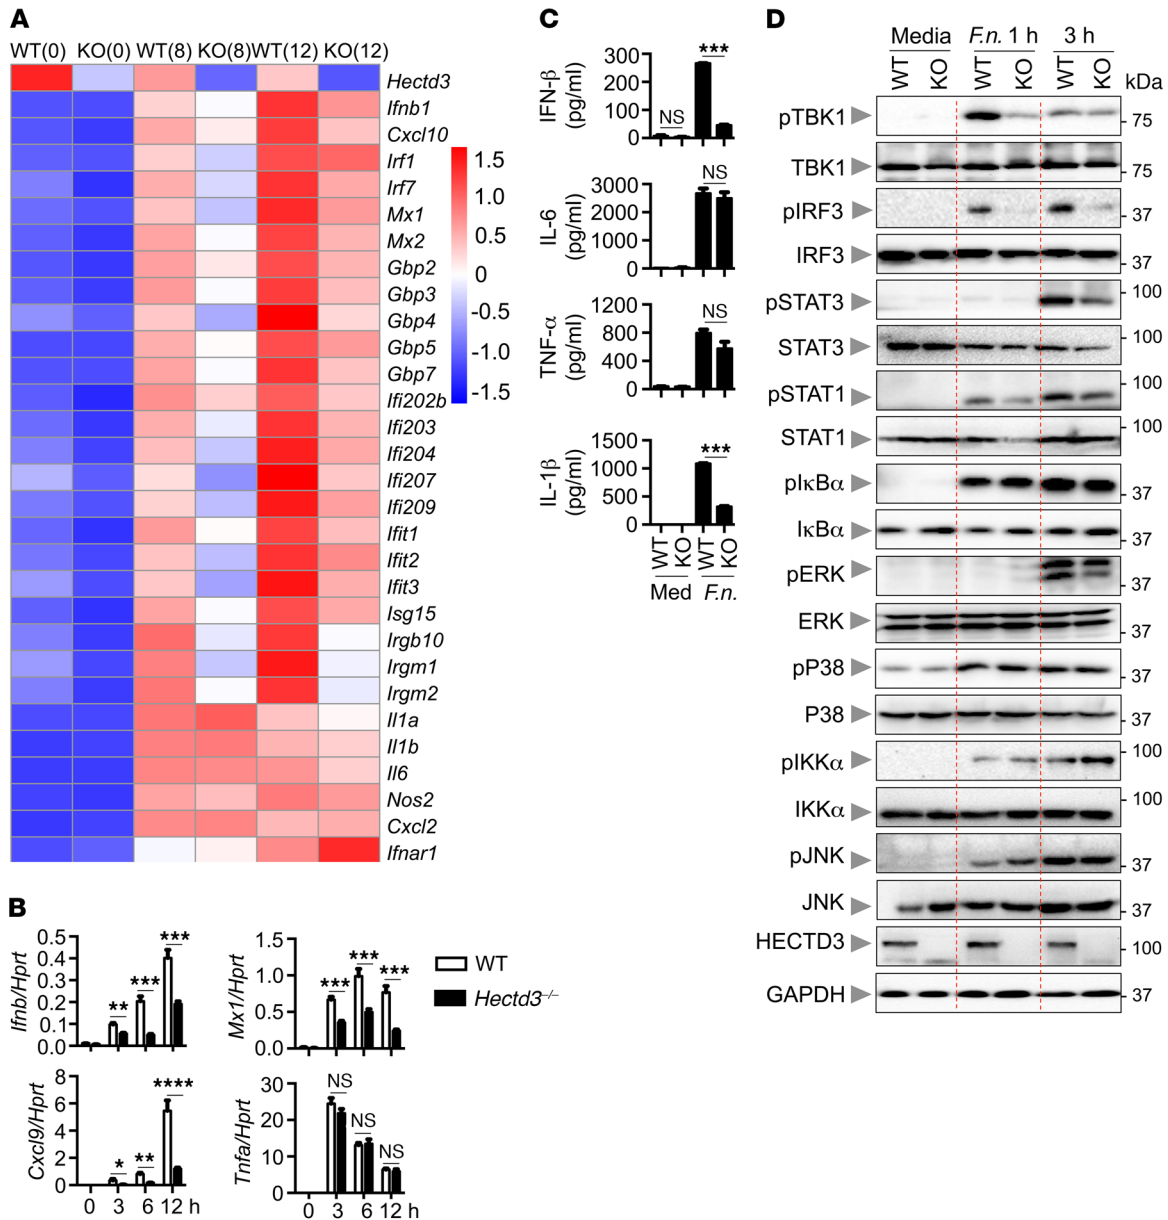 A
WT(0) KO(0) WT(8) KO(8) WT(12) KO(12)
Hectd3
Ifnb1
Cxcl10
Irf1
Irf7
Mx1
Mx2
Gbp2
Gbp3
Gbp4
Gbp5
Gbp7
Ifi202b
Ifi203
Ifi204
Ifi207
Ifi209
Ifit1
Ifit2
Ifit3
Isg15
Irgb10
Irgm1
Irgm2
Il1a
Il1b
Il6
Nos2
Cxcl2
Ifnar1
1.5
0.5
0
-0.5
-1.0
-1.5
B
Ifnb/Hprt
0.5
0.4
0.3
0.2
0.1
0.0
** *** ***
Mx1/Hprt
1.5
1.0
0.5
0.0
*** *** ***
WT
Hectd3–/–
Cxcl9/Hprt
8
6
4
2
0
* ** ****
0 3 6 12 h
Tnfa/Hprt
30
20
10
0
NS NS NS
0 3 6 12 h
C
IFN-β
(pg/ml)
300
200
100
0
NS ***
IL-6
(pg/ml)
3000
2000
1000
0
NS
TNF-α
(pg/ml)
1200
800
400
0
NS
IL-1β
(pg/ml)
1500
1000
500
0
***
WT KO WT KO
Med F.n.
D
Media F.n. 1 h 3 h
WT KO WT KO WT KO kDa
pTBK1 75
TBK1 75
pIRF3 37
IRF3 37
pSTAT3 100
STAT3 100
pSTAT1 100
STAT1 100
pIκBα 37
IκBα 37
pERK 37
ERK 37
pP38 37
P38 37
pIKKα 100
IKKα 100
pJNK 37
JNK 37
HECTD3 100
GAPDH 37